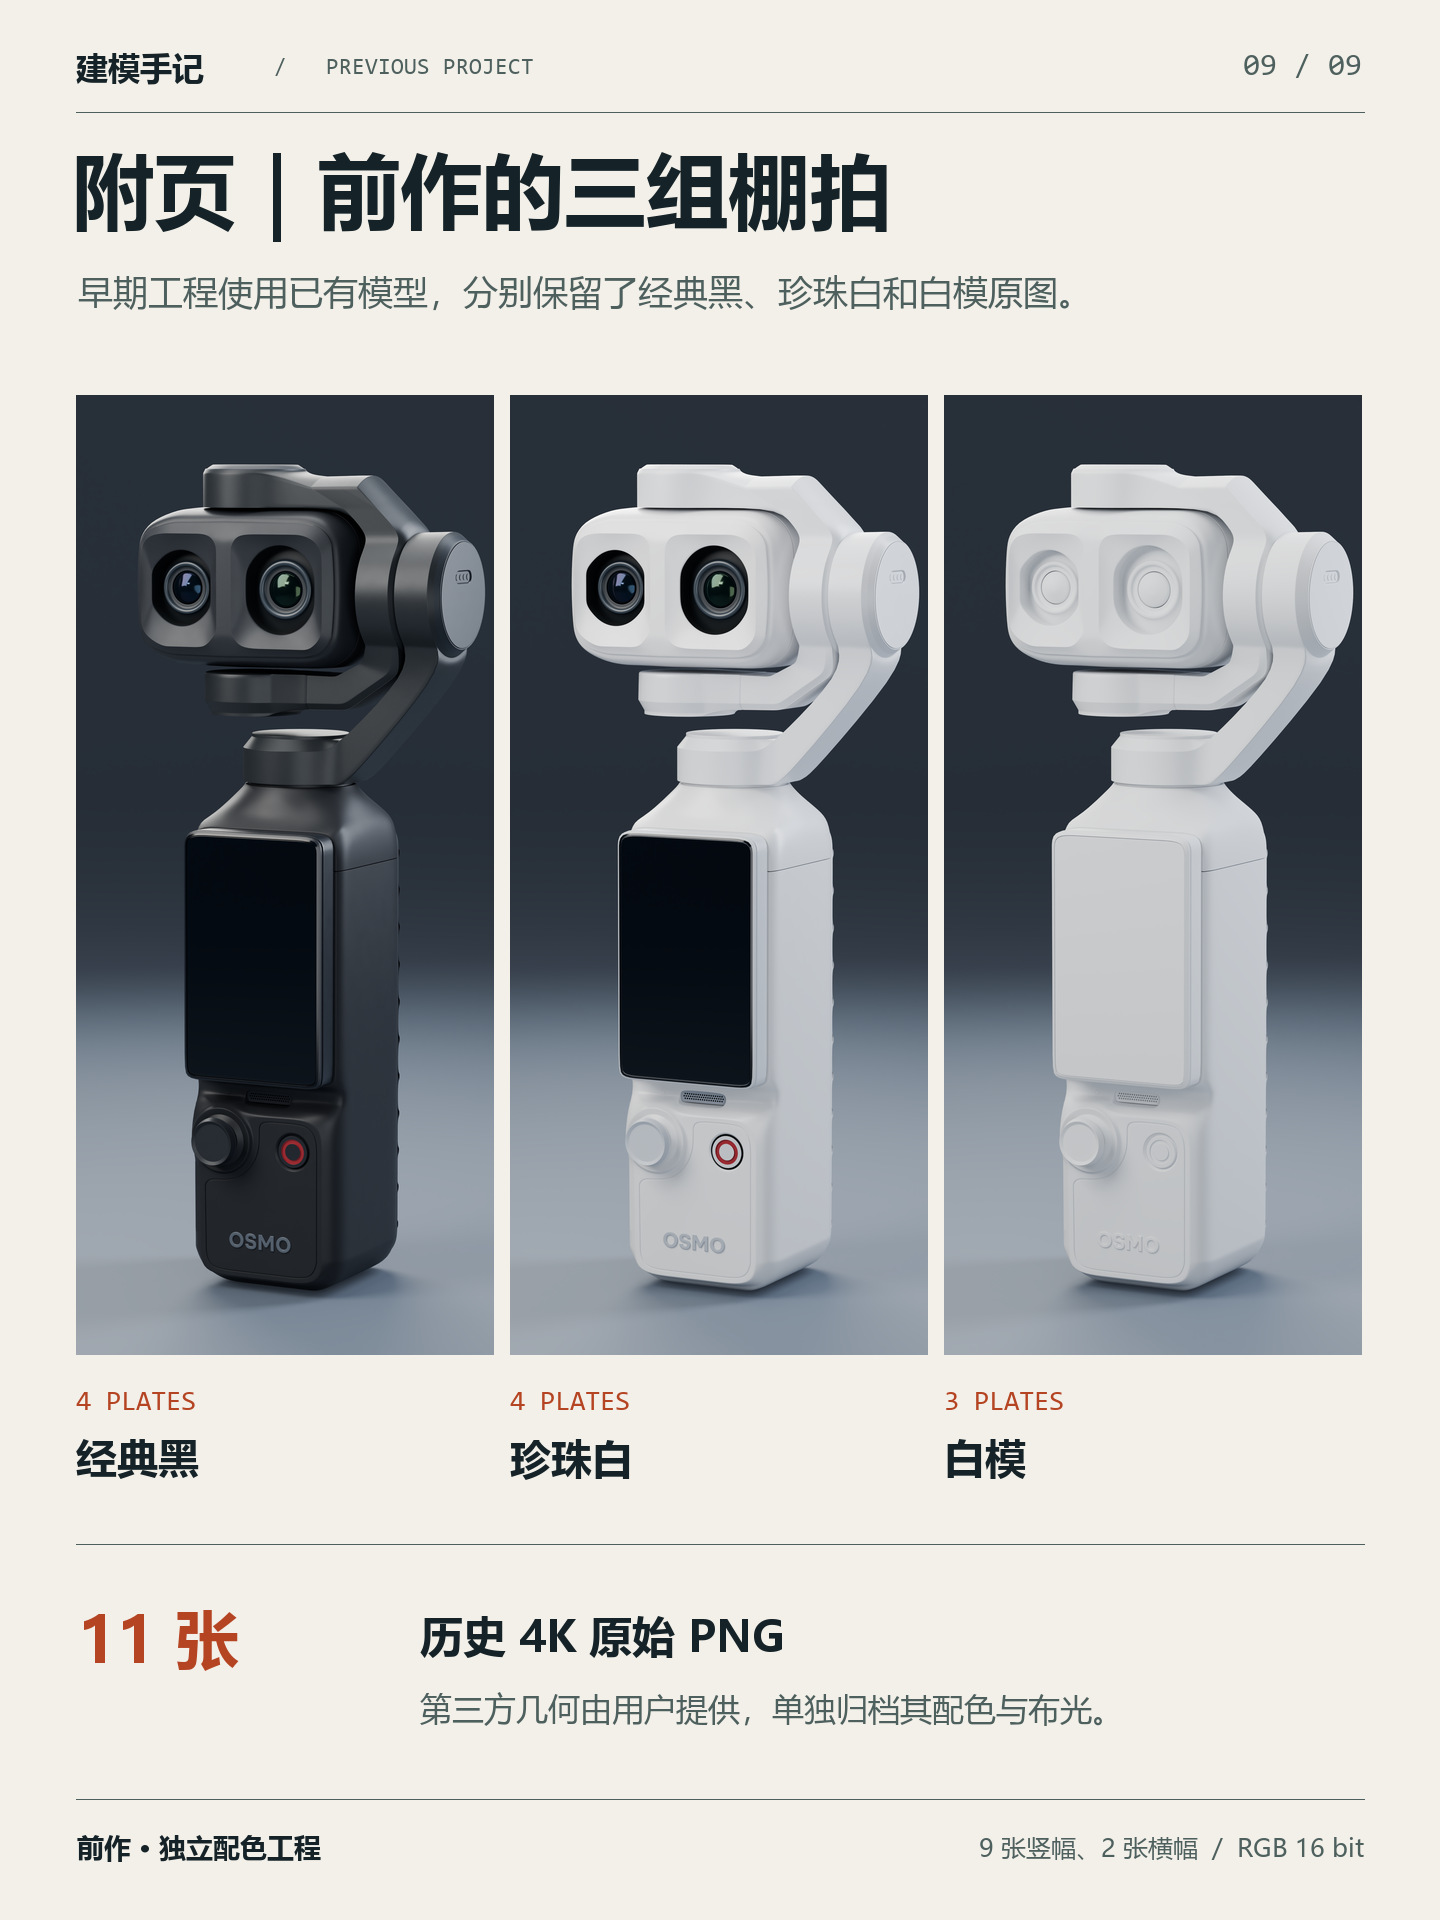 建模手记 / PREVIOUS PROJECT 09 / 09
附页｜前作的三组棚拍
早期工程使用已有模型，分别保留了经典黑、珍珠白和白模原图。
OSMO OSMO OSMO
4 PLATES 4 PLATES 3 PLATES
经典黑 珍珠白 白模
11 张 历史 4K 原始 PNG
第三方几何由用户提供，单独归档其配色与布光。
前作 · 独立配色工程 9 张竖幅、2 张横幅 / RGB 16 bit